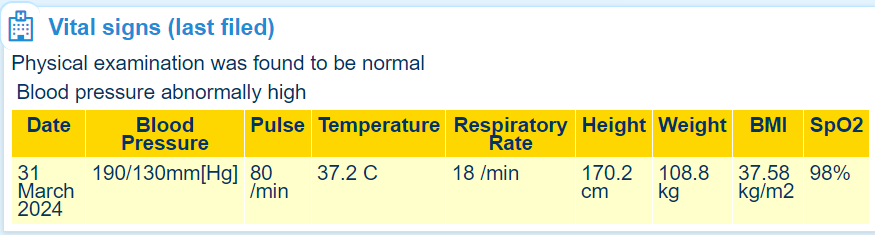 Vital signs (last filed)
Physical examination was found to be normal
Blood pressure abnormally high
Date Blood Pressure Pulse Temperature Respiratory Rate Height Weight BMI SpO2
31 March 2024 190/130mm[Hg] 80 /min 37.2 C 18 /min 170.2 cm 108.8 kg 37.58 kg/m2 98%